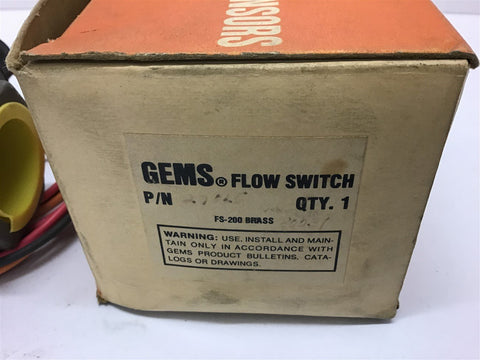 SENSORS
GEMS® FLOW SWITCH
P/N QTY. 1
FS-200 BRASS
WARNING: USE, INSTALL AND MAIN-
TAIN ONLY IN ACCORDANCE WITH
GEMS PRODUCT BULLETINS, CATA-
LOGS OR DRAWINGS.